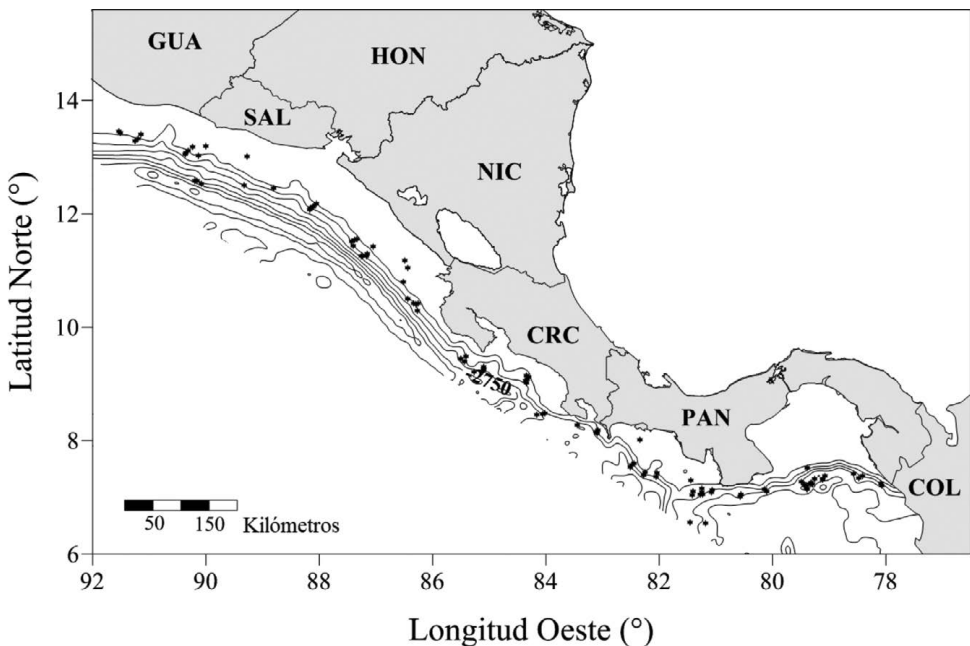 GUA
HON
14
SAL
NIC
12
Latitud Norte (°)
10
CRC
2750
8
PAN
COL
50 150 Kilómetros
6
92 90 88 86 84 82 80 78
Longitud Oeste (°)